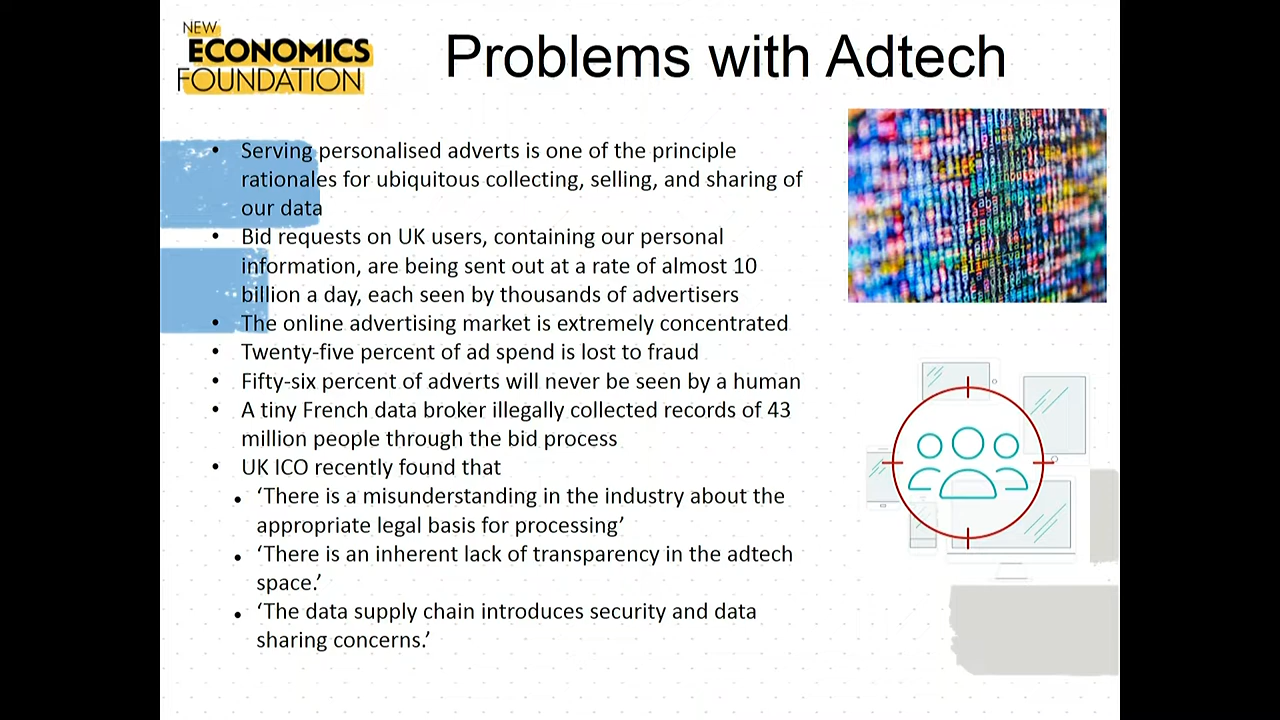 NEW
ECONOMICS
FOUNDATION
Problems with Adtech
• Serving personalised adverts is one of the principle
rationales for ubiquitous collecting, selling, and sharing of
our data
• Bid requests on UK users, containing our personal
information, are being sent out at a rate of almost 10
billion a day, each seen by thousands of advertisers
• The online advertising market is extremely concentrated
• Twenty-five percent of ad spend is lost to fraud
• Fifty-six percent of adverts will never be seen by a human
• A tiny French data broker illegally collected records of 43
million people through the bid process
• UK ICO recently found that
• ‘There is a misunderstanding in the industry about the
appropriate legal basis for processing’
• ‘There is an inherent lack of transparency in the adtech
space.’
• ‘The data supply chain introduces security and data
sharing concerns.’